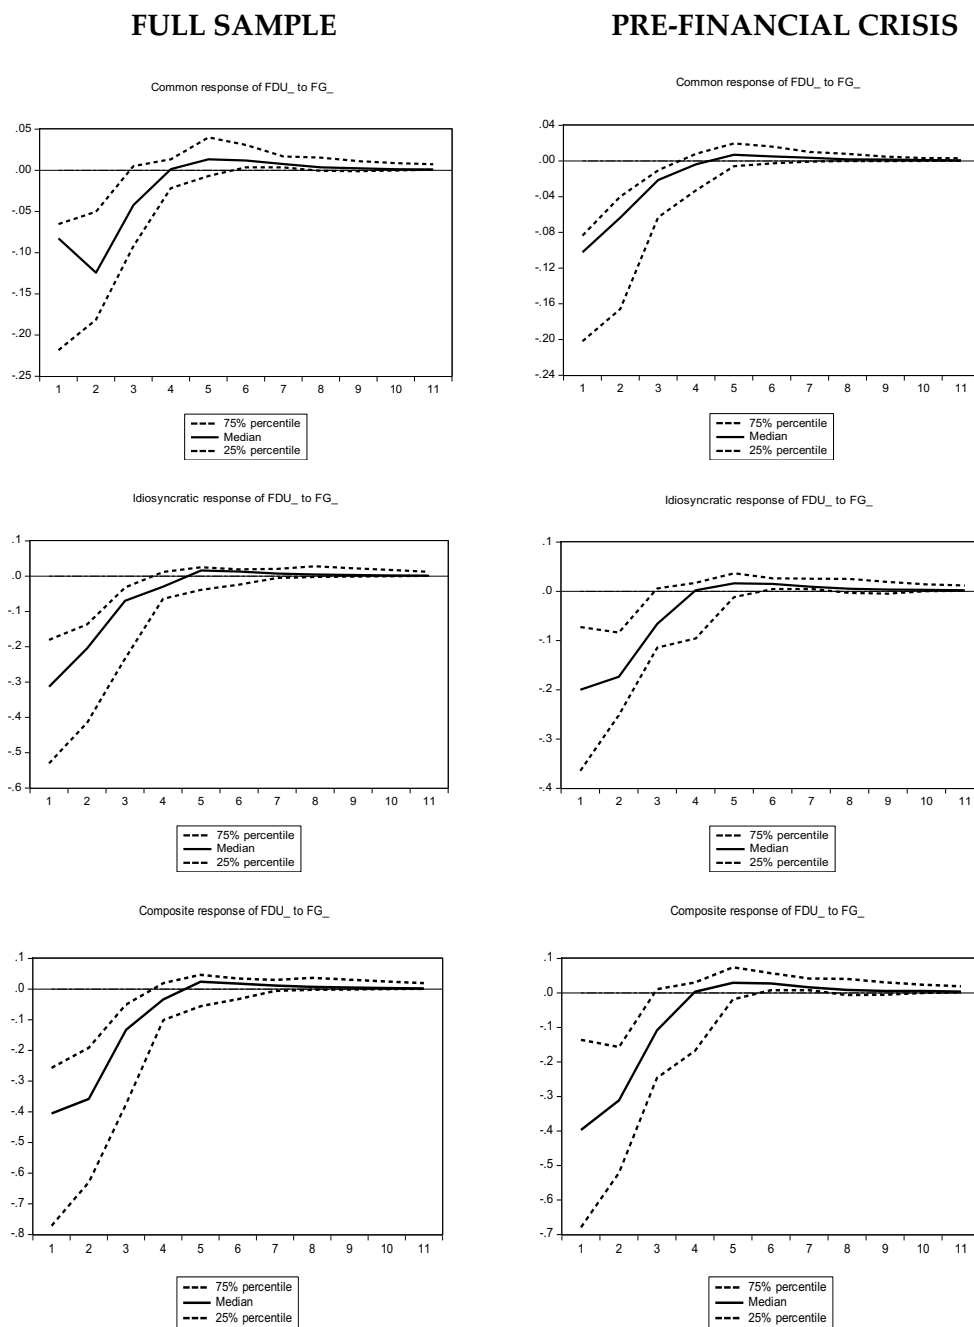 FULL SAMPLE
PRE-FINANCIAL CRISIS
Common response of FDU_ to FG_
.05
.00
-.05
-.10
-.15
-.20
-.25
1 2 3 4 5 6 7 8 9 10 11
75% percentile
Median
25% percentile
Common response of FDU_ to FG_
.04
.00
-.04
-.08
-.12
-.16
-.20
-.24
1 2 3 4 5 6 7 8 9 10 11
75% percentile
Median
25% percentile
Idiosyncratic response of FDU_ to FG_
.1
.0
-.1
-.2
-.3
-.4
-.5
-.6
1 2 3 4 5 6 7 8 9 10 11
75% percentile
Median
25% percentile
Idiosyncratic response of FDU_ to FG_
.1
.0
-.1
-.2
-.3
-.4
1 2 3 4 5 6 7 8 9 10 11
75% percentile
Median
25% percentile
Composite response of FDU_ to FG_
.1
.0
-.1
-.2
-.3
-.4
-.5
-.6
-.7
-.8
1 2 3 4 5 6 7 8 9 10 11
75% percentile
Median
25% percentile
Composite response of FDU_ to FG_
.1
.0
-.1
-.2
-.3
-.4
-.5
-.6
-.7
1 2 3 4 5 6 7 8 9 10 11
75% percentile
Median
25% percentile